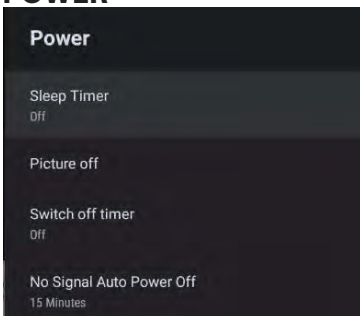 POWER
Power
Sleep Timer
Off
Picture off
Switch off timer
Off
No Signal Auto Power Off
15 Minutes